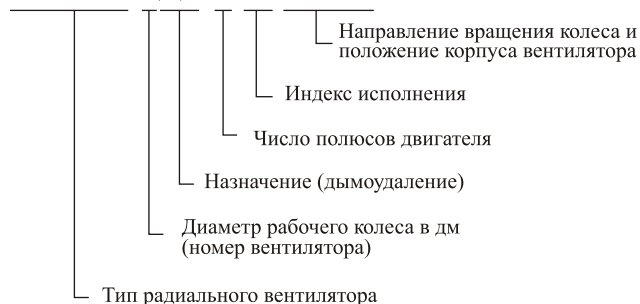 Направление вращения колеса и
положение корпуса вентилятора
Индекс исполнения
Число полюсов двигателя
Назначение (дымоудаление)
Диаметр рабочего колеса в дм
(номер вентилятора)
Тип радиального вентилятора